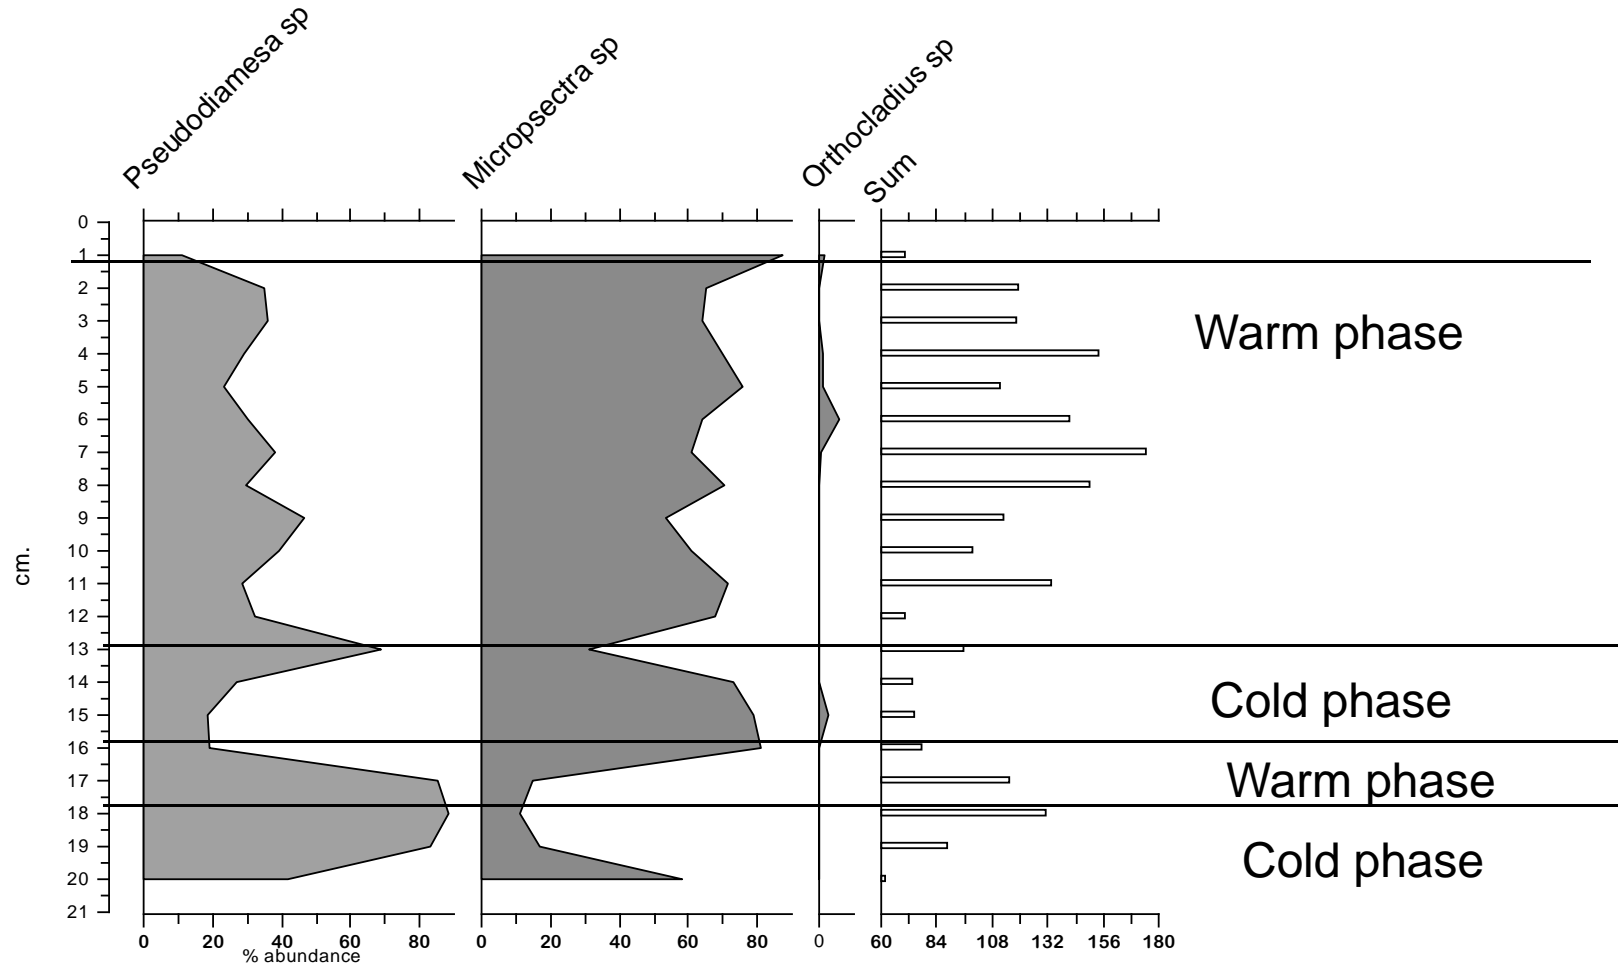 Pseudodiamesa sp
Micropsectra sp
Orthocladius sp
Sum
0
1
2
3
4
5
6
7
8
9
10
11
12
13
14
15
16
17
18
19
20
21
cm.
Warm phase
Cold phase
Warm phase
Cold phase
0 20 40 60 80
0 20 40 60 80
0
60 84 108 132 156 180
% abundance